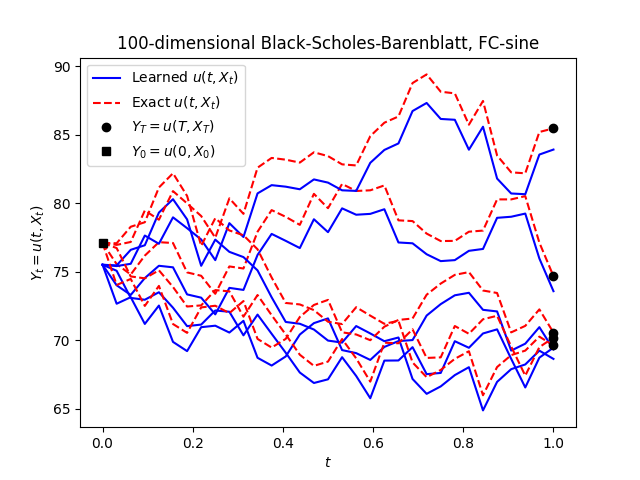 100-dimensional Black-Scholes-Barenblatt, FC-sine
Learned u(t, X_t)
Exact u(t, X_t)
Y_T = u(T, X_T)
Y_0 = u(0, X_0)
Y_t = u(t, X_t)
90
85
80
75
70
65
0.0 0.2 0.4 0.6 0.8 1.0
t